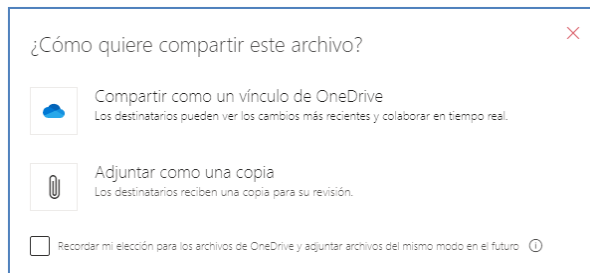 ¿Cómo quiere compartir este archivo?
Compartir como un vínculo de OneDrive
Los destinatarios pueden ver los cambios más recientes y colaborar en tiempo real.
Adjuntar como una copia
Los destinatarios reciben una copia para su revisión.
Recordar mi elección para los archivos de OneDrive y adjuntar archivos del mismo modo en el futuro